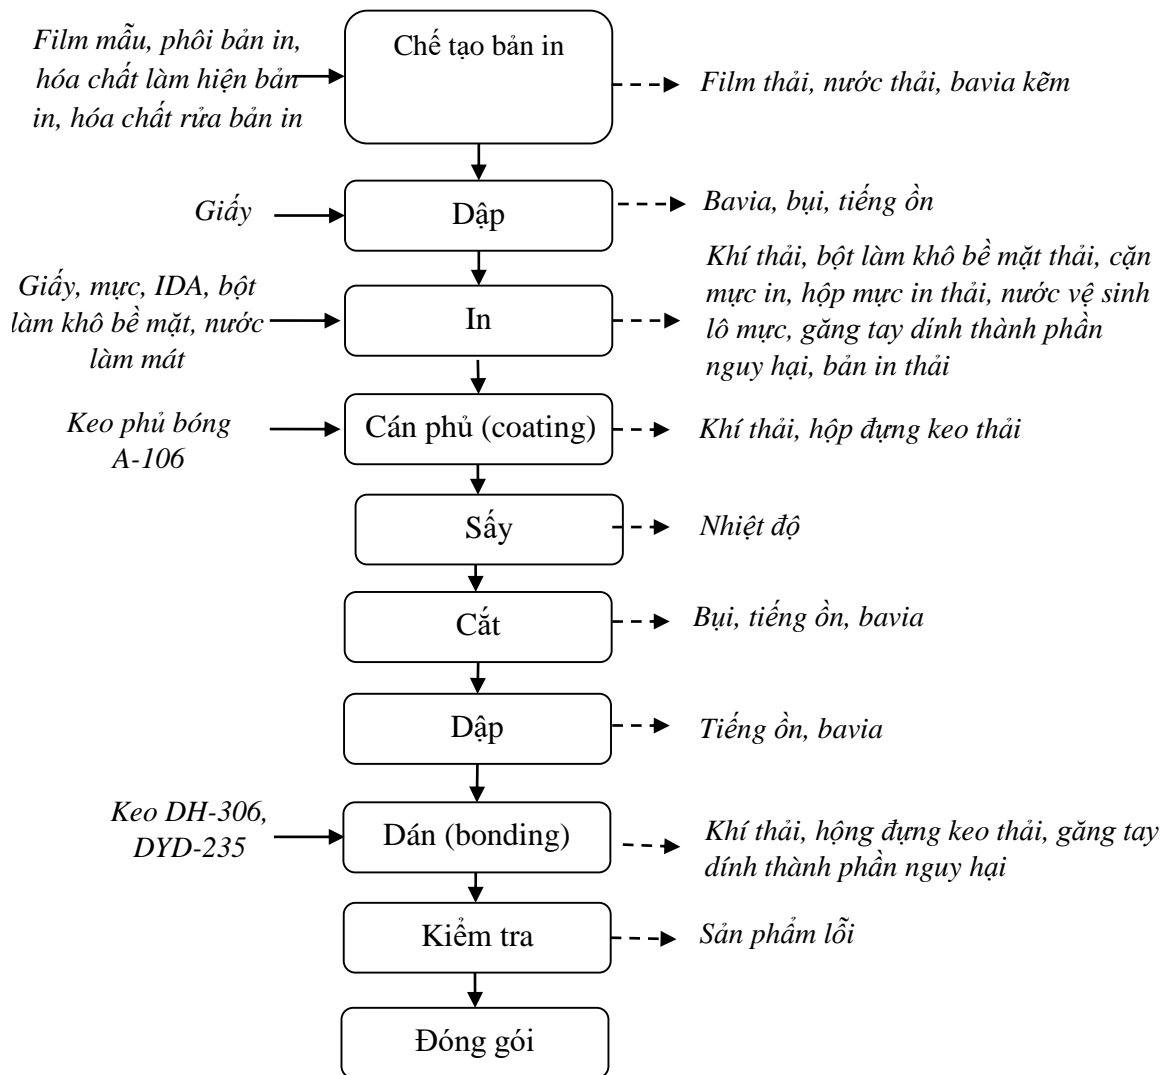 Film mẫu, phôi bản in,
hóa chất làm hiện bản
in, hóa chất rửa bản in
Chế tạo bản in
Film thải, nước thải, bavia kẽm
Giấy
Dập
Bavia, bụi, tiếng ồn
Giấy, mực, IDA, bột
làm khô bề mặt, nước
làm mát
In
Khí thải, bột làm khô bề mặt thải, cặn
mực in, hộp mực in thải, nước vệ sinh
lô mực, găng tay dính thành phần
nguy hại, bản in thải
Keo phủ bóng
A-106
Cán phủ (coating)
Khí thải, hộp đựng keo thải
Sấy
Nhiệt độ
Cắt
Bụi, tiếng ồn, bavia
Dập
Tiếng ồn, bavia
Keo DH-306,
DYD-235
Dán (bonding)
Khí thải, hộng đựng keo thải, găng tay
dính thành phần nguy hại
Kiểm tra
Sản phẩm lỗi
Đóng gói